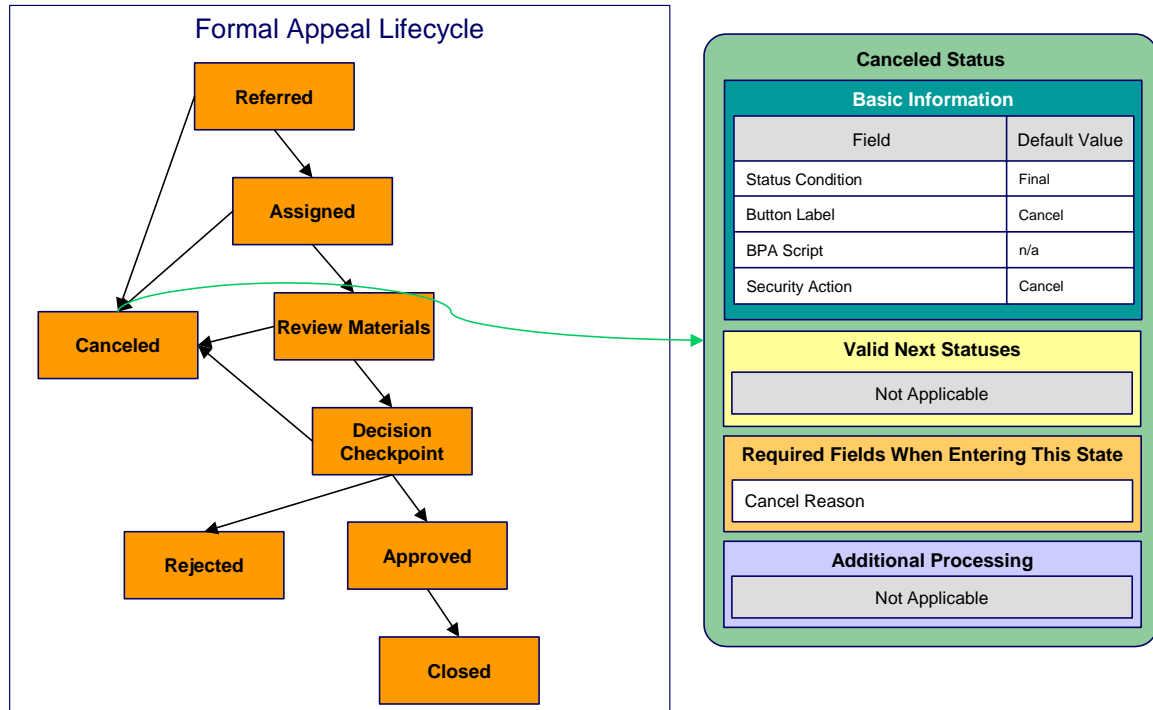 Formal Appeal Lifecycle
Referred
Assigned
Review Materials
Canceled
Decision
Checkpoint
Rejected
Approved
Closed
Canceled Status
Basic Information
Field Default Value
Status Condition Final
Button Label Cancel
BPA Script n/a
Security Action Cancel
Valid Next Statuses
Not Applicable
Required Fields When Entering This State
Cancel Reason
Additional Processing
Not Applicable